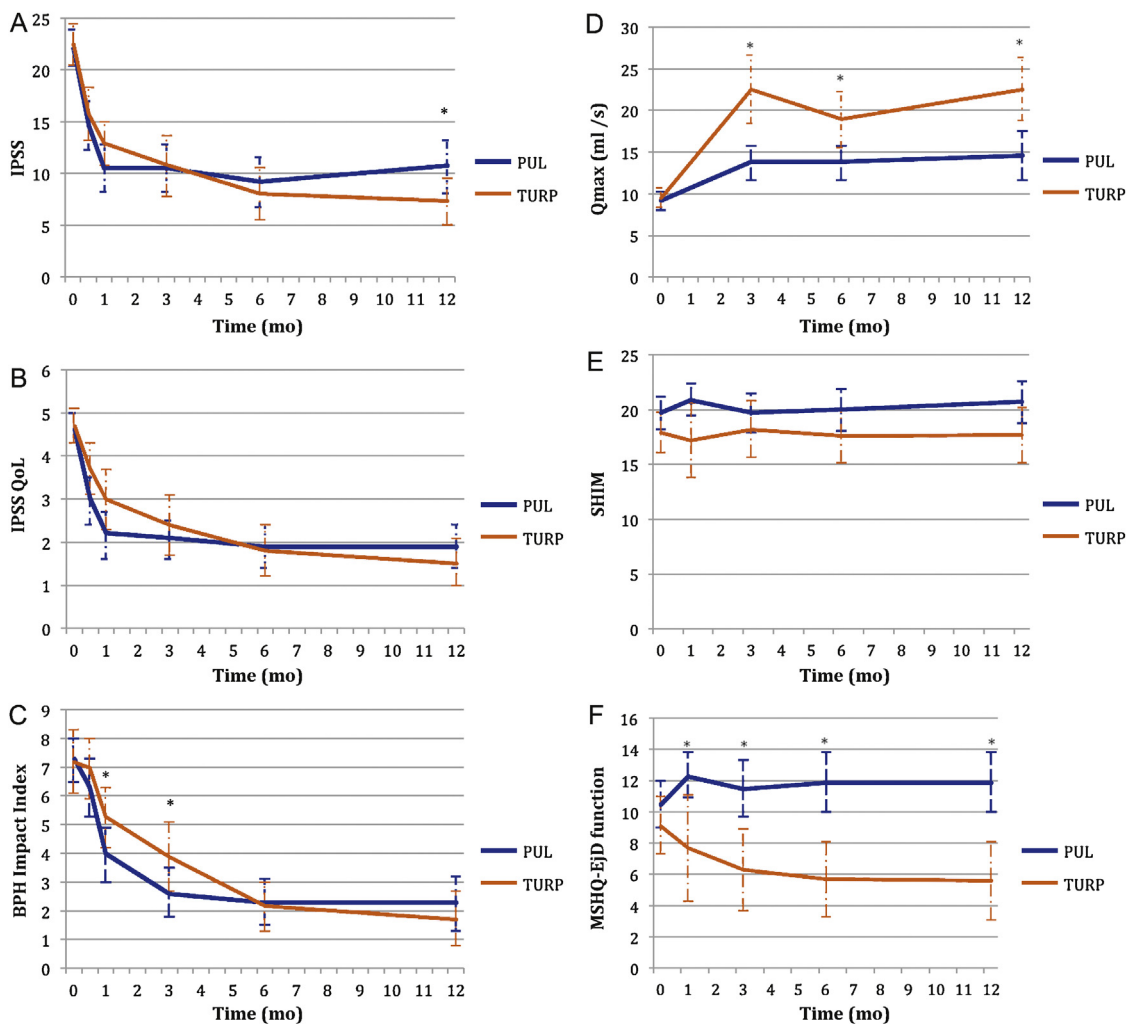 A
IPSS
25
20
15
10
5
0
*
PUL
TURP
0 1 2 3 4 5 6 7 8 9 10 11 12
Time (mo)
B
IPSS QoL
6
5
4
3
2
1
0
PUL
TURP
0 1 2 3 4 5 6 7 8 9 10 11 12
Time (mo)
C
BPH Impact Index
9
8
7
6
5
4
3
2
1
0
* *
PUL
TURP
0 1 2 3 4 5 6 7 8 9 10 11 12
Time (mo)
D
Qmax (ml /s)
30
25
20
15
10
5
0
* * *
PUL
TURP
0 1 2 3 4 5 6 7 8 9 10 11 12
Time (mo)
E
SHIM
25
20
15
10
5
0
PUL
TURP
0 1 2 3 4 5 6 7 8 9 10 11 12
Time (mo)
F
MSHQ-EjD function
16
14
12
10
8
6
4
2
0
* * * *
PUL
TURP
0 1 2 3 4 5 6 7 8 9 10 11 12
Time (mo)